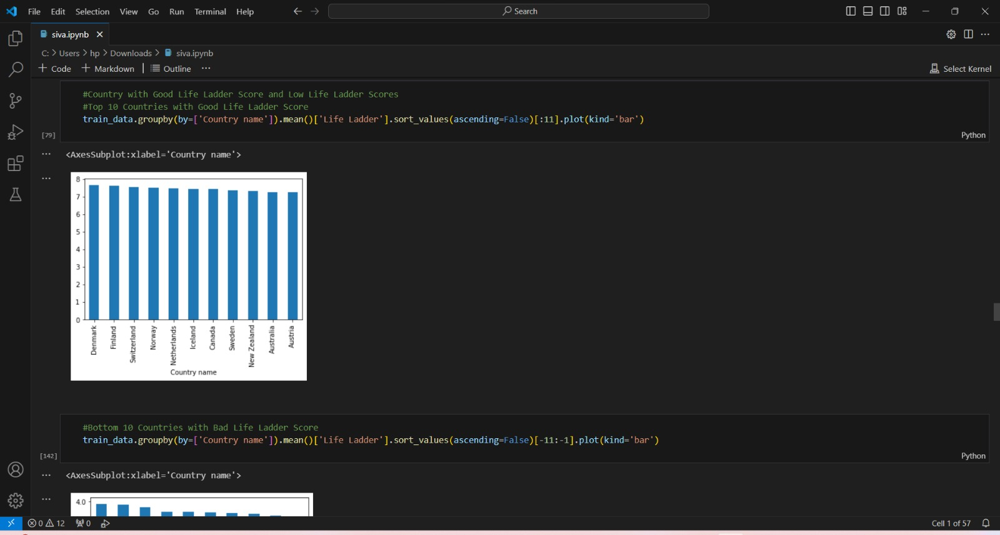 File Edit Selection View Go Run Terminal Help Search
siva.ipynb
C: > Users > hp > Downloads > siva.ipynb
+ Code + Markdown | Outline ... Select Kernel
#Country with Good Life Ladder Score and Low Life Ladder Scores
#Top 10 Countries with Good Life Ladder Score
train_data.groupby(by=['Country name']).mean()['Life Ladder'].sort_values(ascending=False)[:11].plot(kind='bar')
[79] Python
... <AxesSubplot:xlabel='Country name'>
...
8
7
6
5
4
3
2
1
0
Denmark
Finland
Switzerland
Norway
Netherlands
Iceland
Canada
Sweden
New Zealand
Australia
Austria
Country name
#Bottom 10 Countries with Bad Life Ladder Score
train_data.groupby(by=['Country name']).mean()['Life Ladder'].sort_values(ascending=False)[-11:-1].plot(kind='bar')
[142] Python
... <AxesSubplot:xlabel='Country name'>
...
4.0
0 12 0 Cell 1 of 57